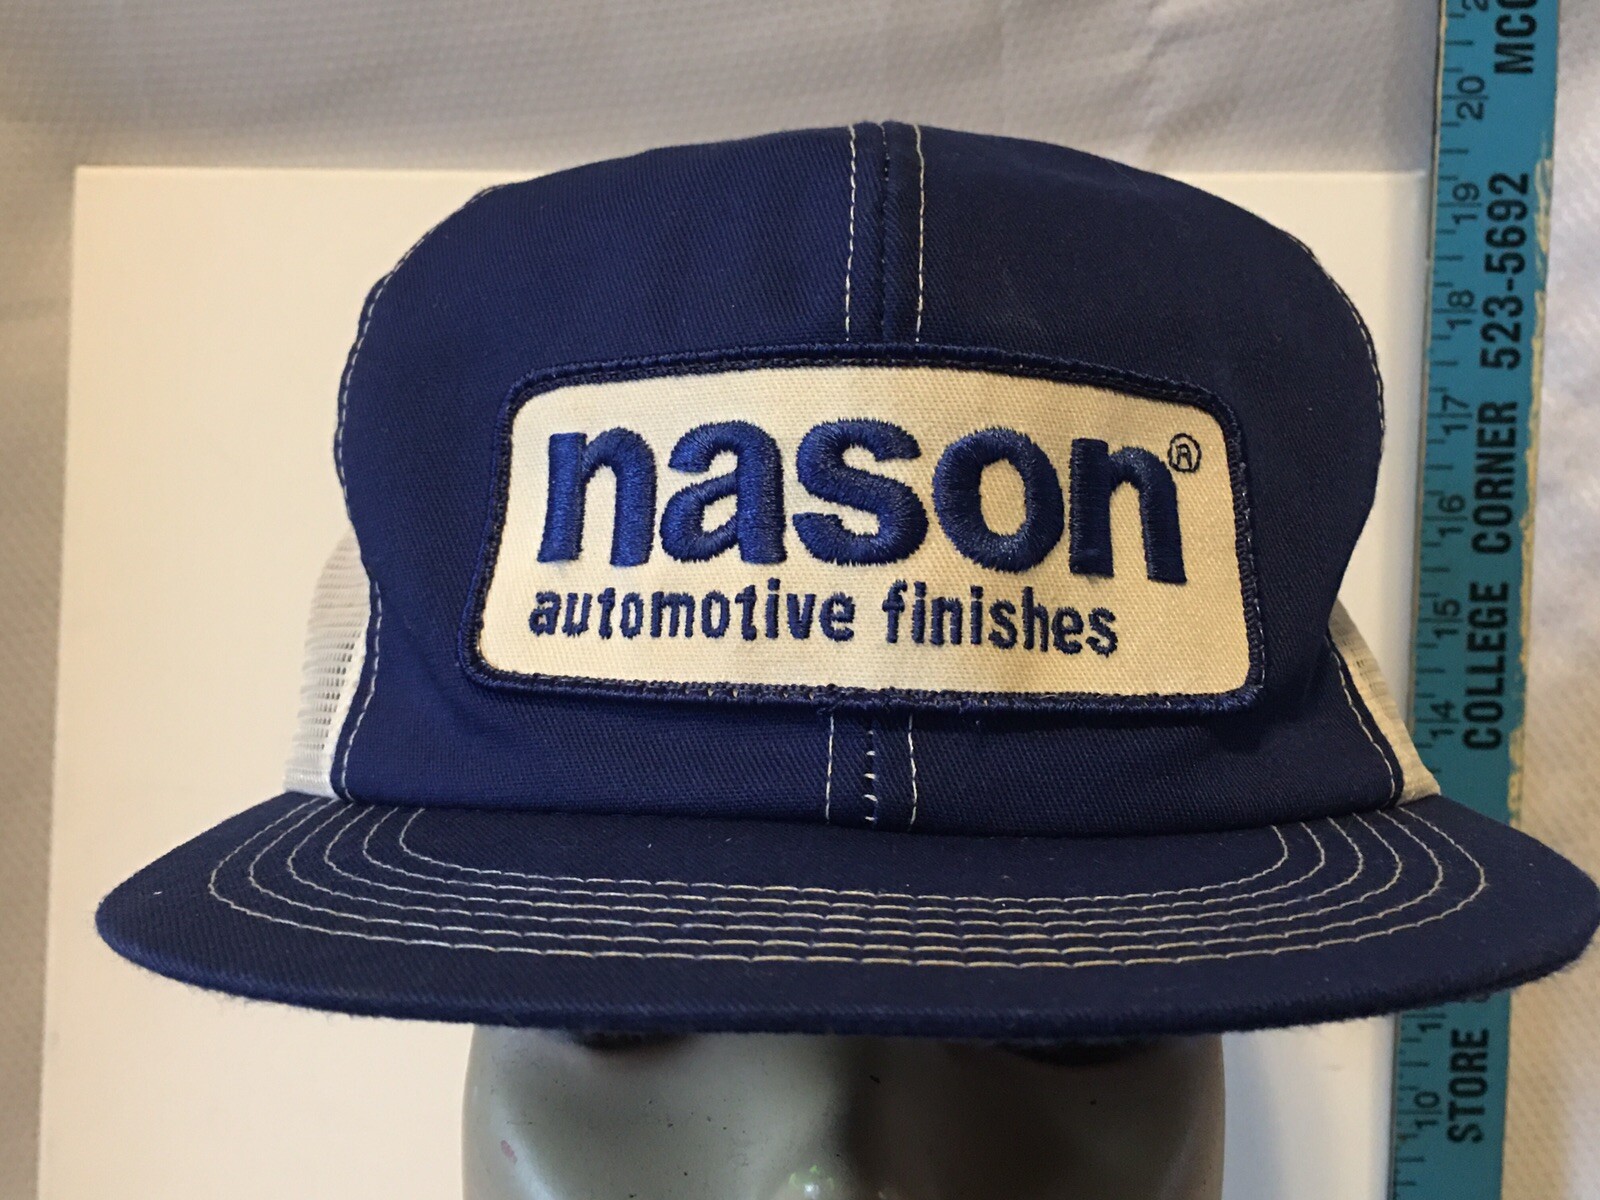 nason®
automotive finishes
STORE COLLEGE CORNER 523-5692 MCC
10
14
15
16
17
18
19
20